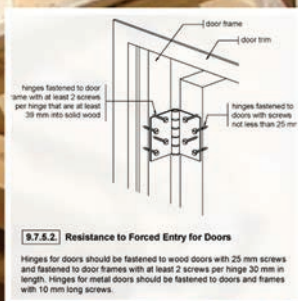 door frame
door trim
hinges fastened to door
ame with at least 2 screws
per hinge that are at least
39 mm into solid wood
hinges fastened to
doors with screws
not less than 25 mm
9.7.5.2. Resistance to Forced Entry for Doors
Hinges for doors should be fastened to wood doors with 25 mm screws
and fastened to door frames with at least 2 screws per hinge 30 mm in
length. Hinges for metal doors should be fastened to doors and frames
with 10 mm long screws.